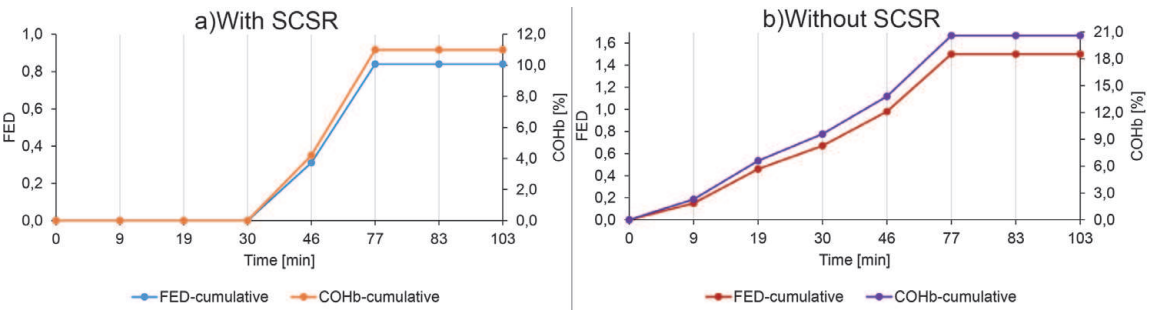 a)With SCSR
1,0
0,8
0,6
0,4
0,2
0,0
FED
12,0
10,0
8,0
6,0
4,0
2,0
0,0
COHb [%]
0 9 19 30 46 77 83 103
Time [min]
FED-cumulative COHb-cumulative
b)Without SCSR
1,6
1,4
1,2
1,0
0,8
0,6
0,4
0,2
0,0
FED
21,0
18,0
15,0
12,0
9,0
6,0
3,0
0,0
COHb [%]
0 9 19 30 46 77 83 103
Time [min]
FED-cumulative COHb-cumulative